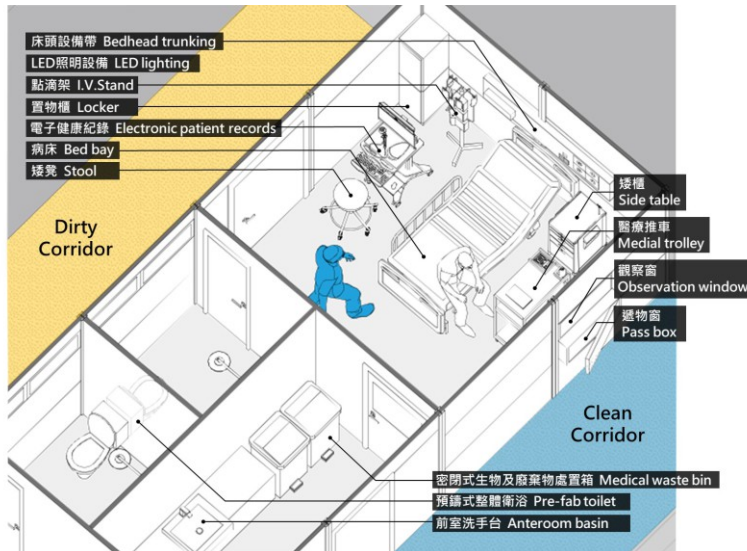 床頭設備帶 Bedhead trunking
LED照明設備 LED lighting
點滴架 I.V.Stand
置物櫃 Locker
電子健康紀錄 Electronic patient records
病床 Bed bay
矮凳 Stool
矮櫃
Side table
醫療推車
Medial trolley
觀察窗
Observation window
遞物窗
Pass box
Dirty
Corridor
Clean
Corridor
密閉式生物及廢棄物處置箱 Medical waste bin
預鑄式整體衛浴 Pre-fab toilet
前室洗手台 Anteroom basin